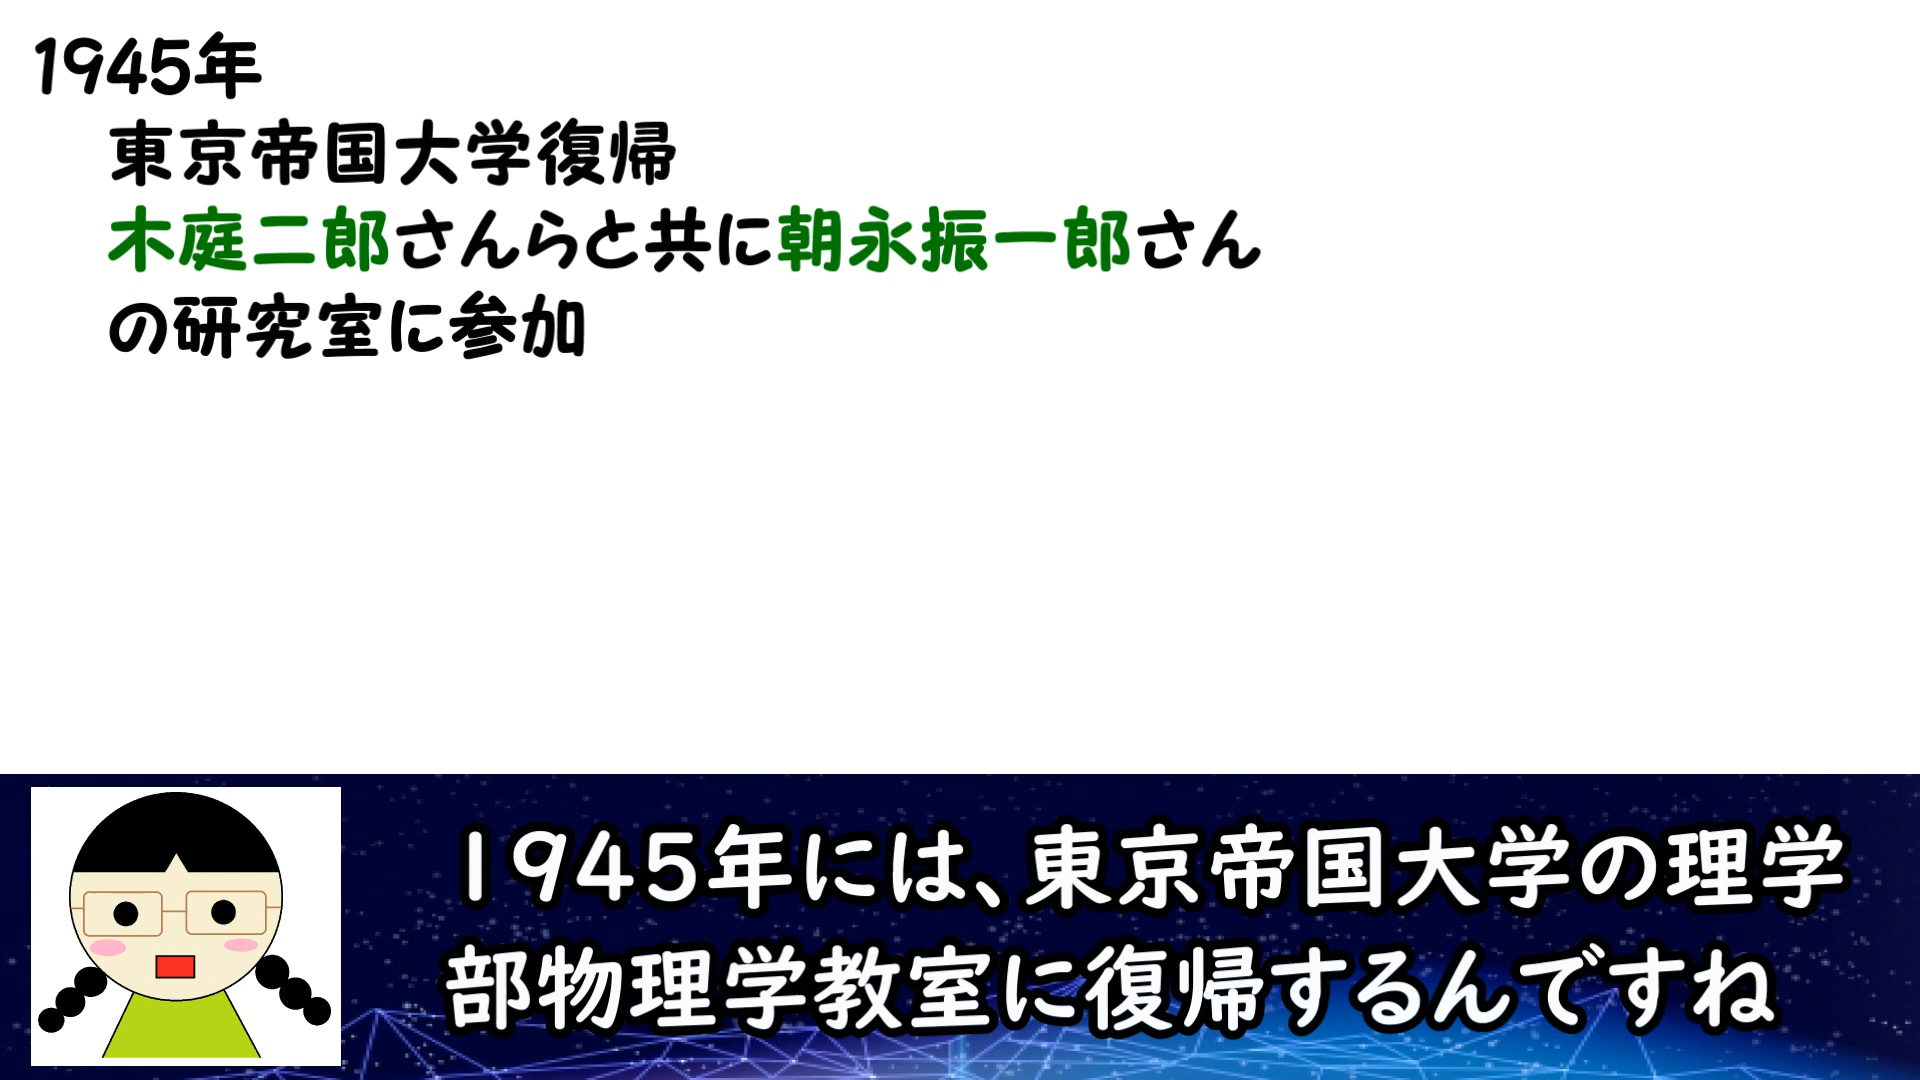 1945年
東京帝国大学復帰
木庭二郎さんらと共に朝永振一郎さん
の研究室に参加
1945年には、東京帝国大学の理学
部物理学教室に復帰するんですね